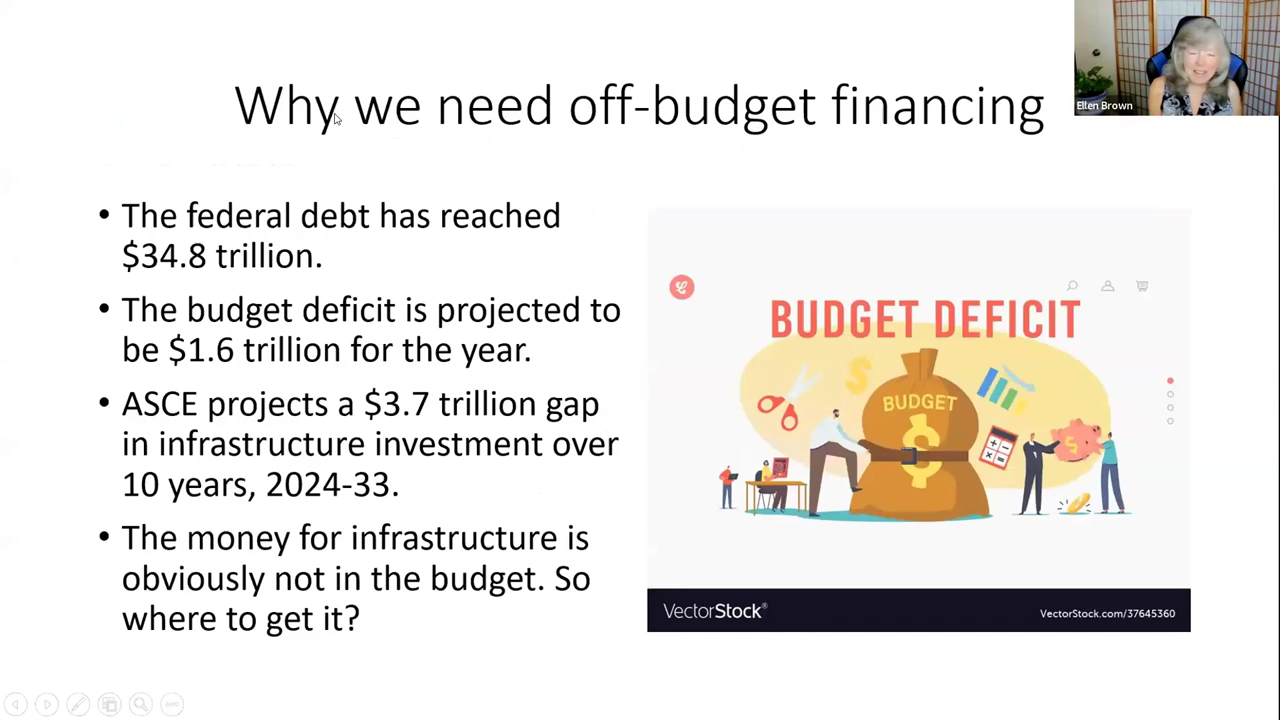 Why we need off-budget financing
Ellen Brown
• The federal debt has reached
$34.8 trillion.
• The budget deficit is projected to
be $1.6 trillion for the year.
• ASCE projects a $3.7 trillion gap
in infrastructure investment over
10 years, 2024-33.
• The money for infrastructure is
obviously not in the budget. So
where to get it?
BUDGET DEFICIT
BUDGET
$
$
$
VectorStock®
VectorStock.com/37645360